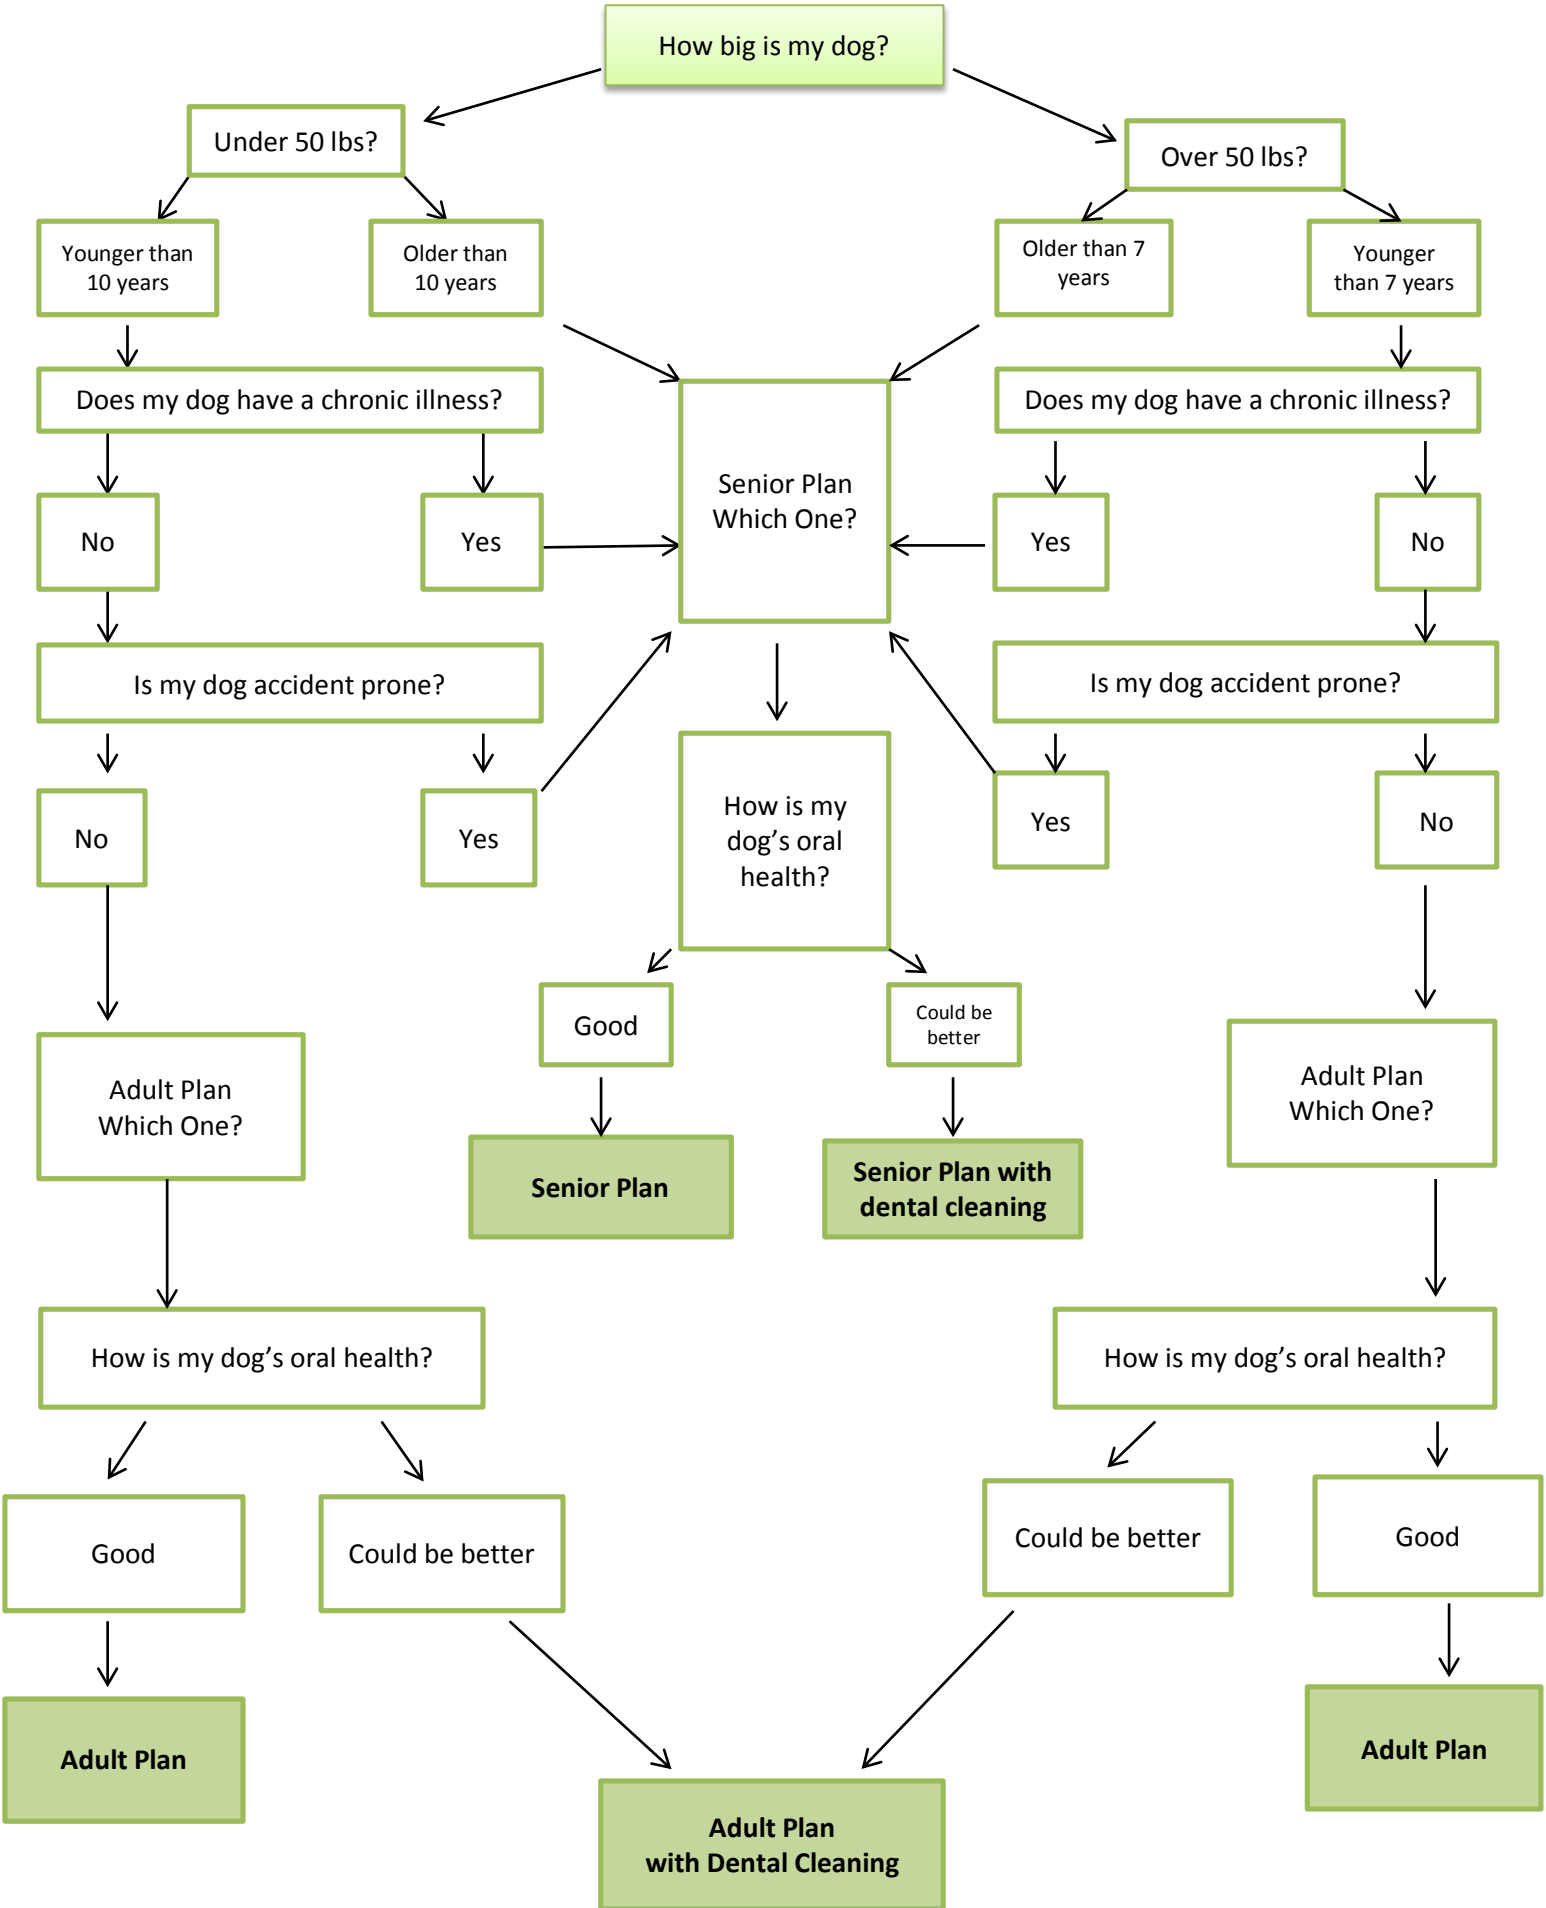 How big is my dog?
Under 50 lbs?
Over 50 lbs?
Younger than
10 years
Older than
10 years
Older than 7
years
Younger
than 7 years
Does my dog have a chronic illness?
Does my dog have a chronic illness?
Senior Plan
Which One?
No
Yes
Yes
No
Is my dog accident prone?
Is my dog accident prone?
No
Yes
How is my
dog’s oral
health?
Yes
No
Good
Could be
better
Adult Plan
Which One?
Adult Plan
Which One?
Senior Plan
Senior Plan with
dental cleaning
How is my dog’s oral health?
How is my dog’s oral health?
Good
Could be better
Could be better
Good
Adult Plan
Adult Plan
Adult Plan
with Dental Cleaning